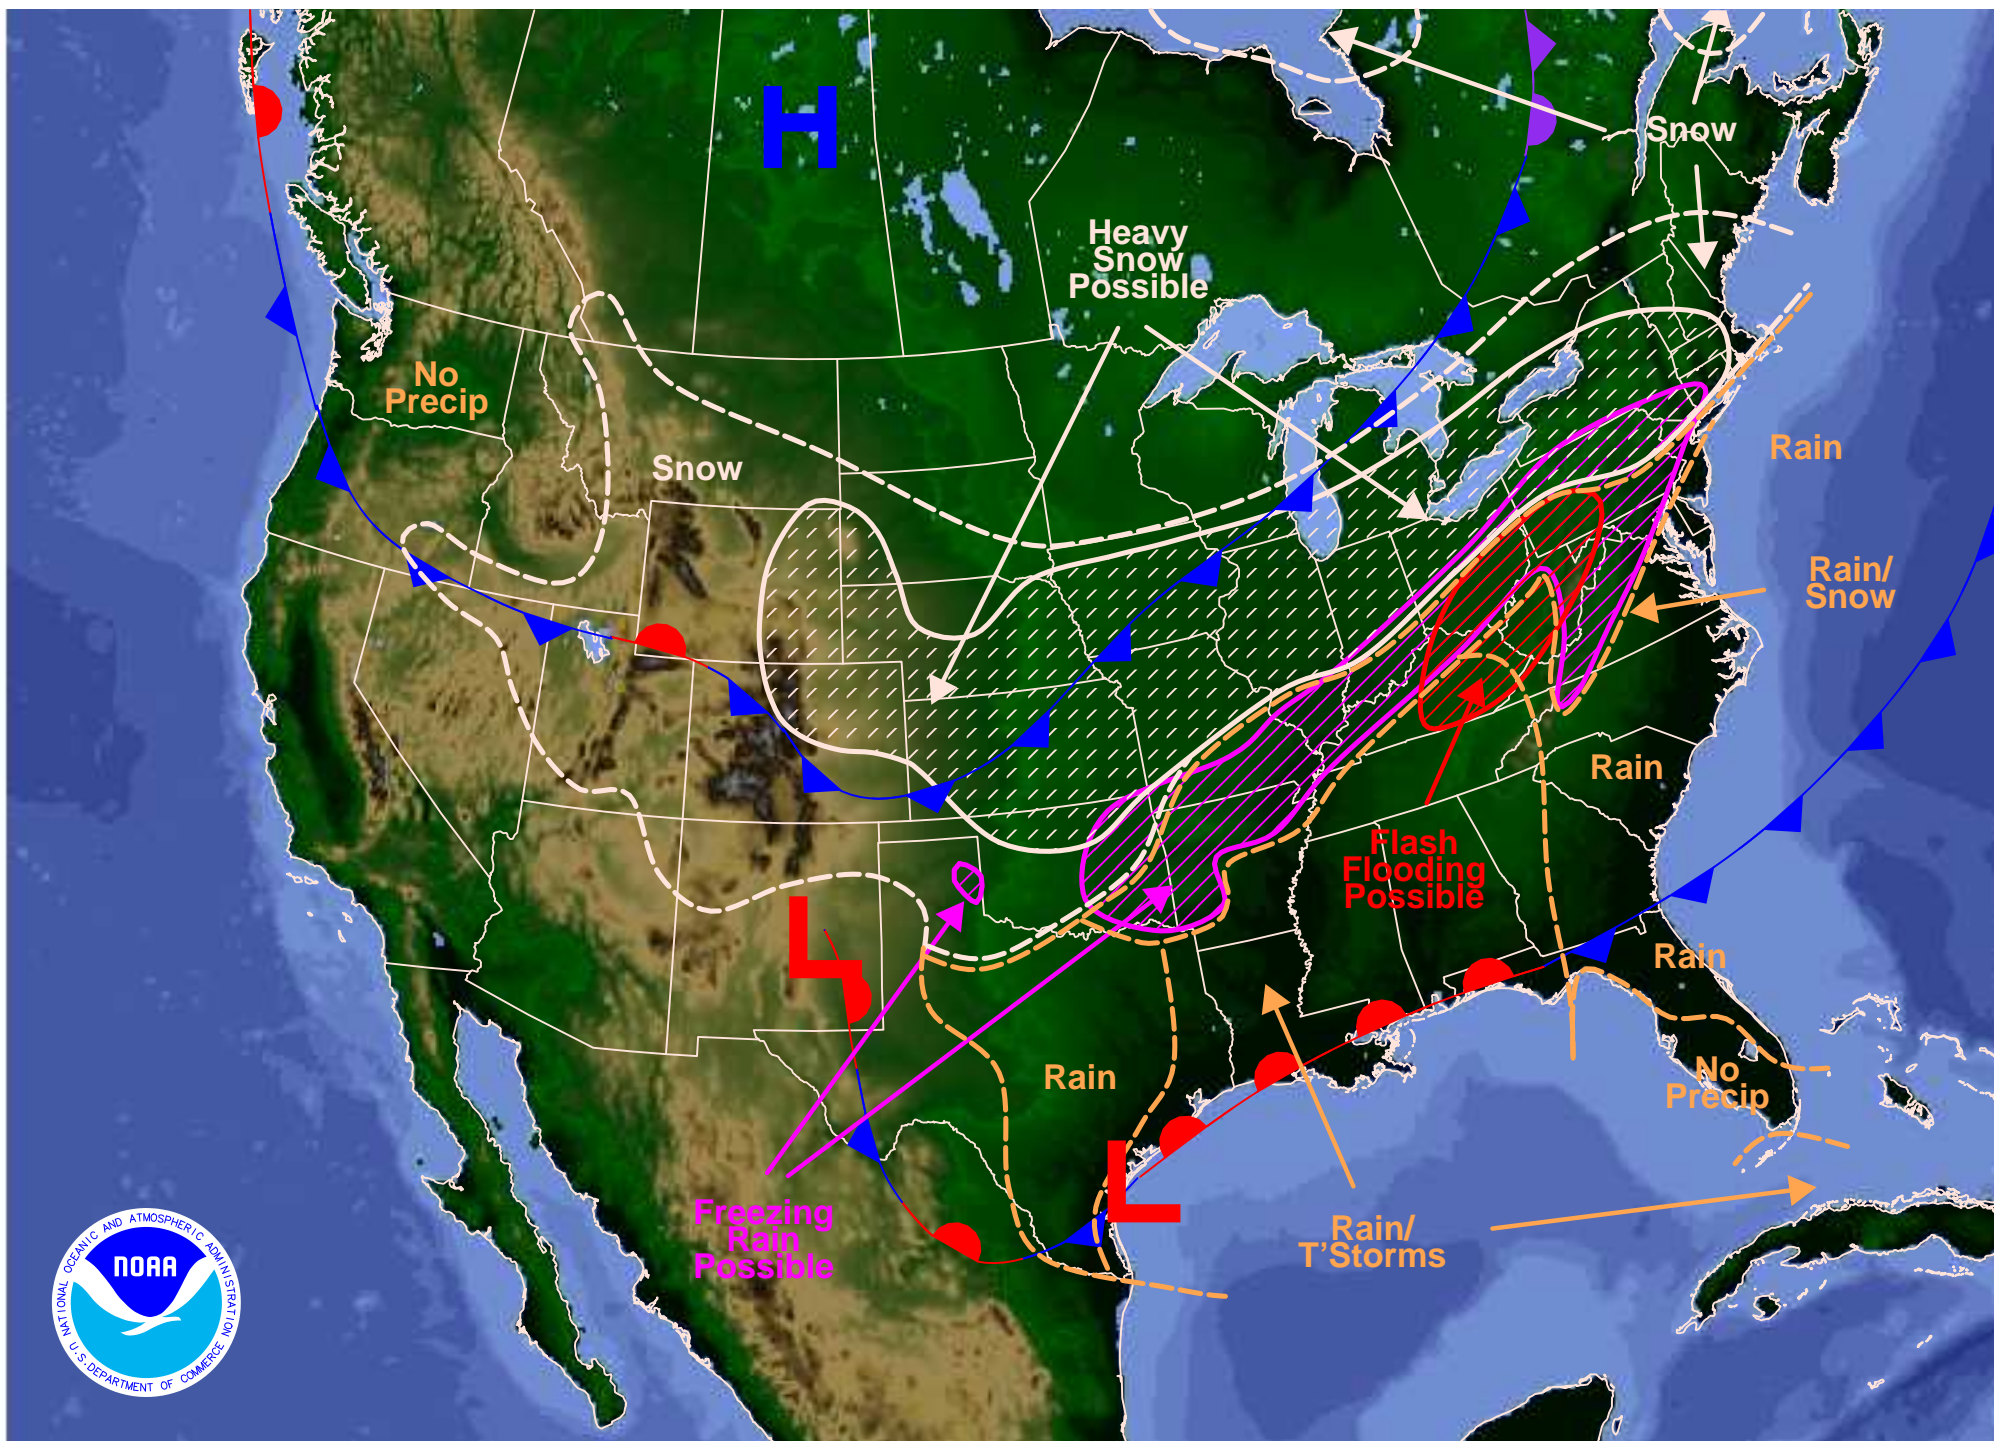 H
Snow
Heavy
Snow
Possible
No
Precip
Rain
Snow
Rain/
Snow
Rain
Flash
Flooding
Possible
L
Rain
Rain
No
Precip
L
Freezing
Rain
Possible
Rain/
T'Storms
NATIONAL OCEANIC AND ATMOSPHERIC ADMINISTRATION
NOAA
U.S. DEPARTMENT OF COMMERCE